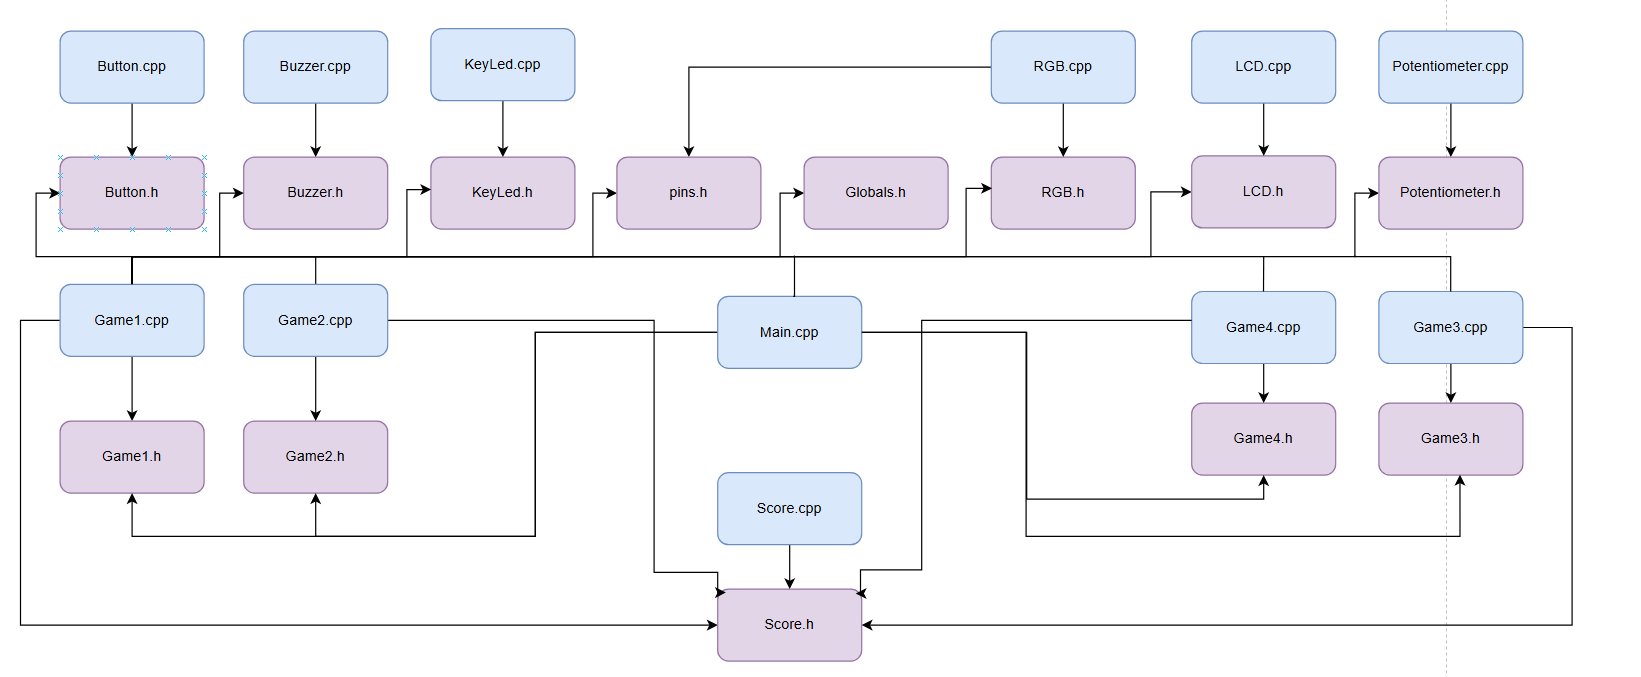 Button.cpp
Buzzer.cpp
KeyLed.cpp
RGB.cpp
LCD.cpp
Potentiometer.cpp
Button.h
Buzzer.h
KeyLed.h
pins.h
Globals.h
RGB.h
LCD.h
Potentiometer.h
Game1.cpp
Game2.cpp
Main.cpp
Game4.cpp
Game3.cpp
Game1.h
Game2.h
Game4.h
Game3.h
Score.cpp
Score.h